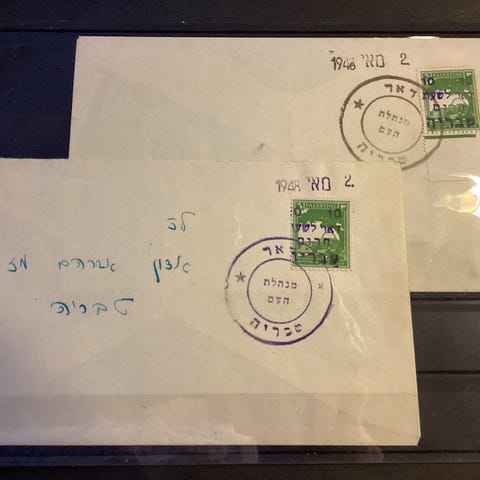 2. מאי 1948
PALESTINE
10
דאר לשעת
חרום
טבריה
דאר
מנהלת
העם
טבריה
2. מאי 1948
PALESTINE
10
דאר לשעת
חרום
טבריה
דאר
מנהלת
העם
טבריה
אדון
טבריה